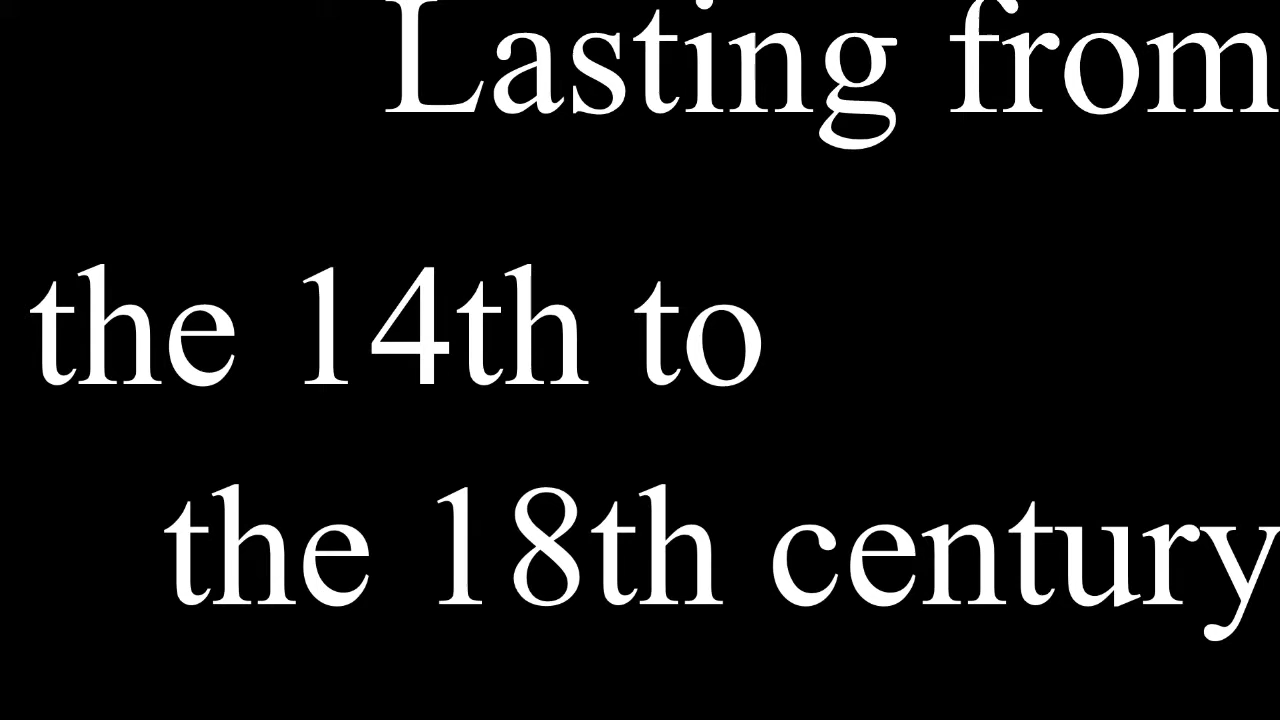 Lasting from
the 14th to
the 18th century